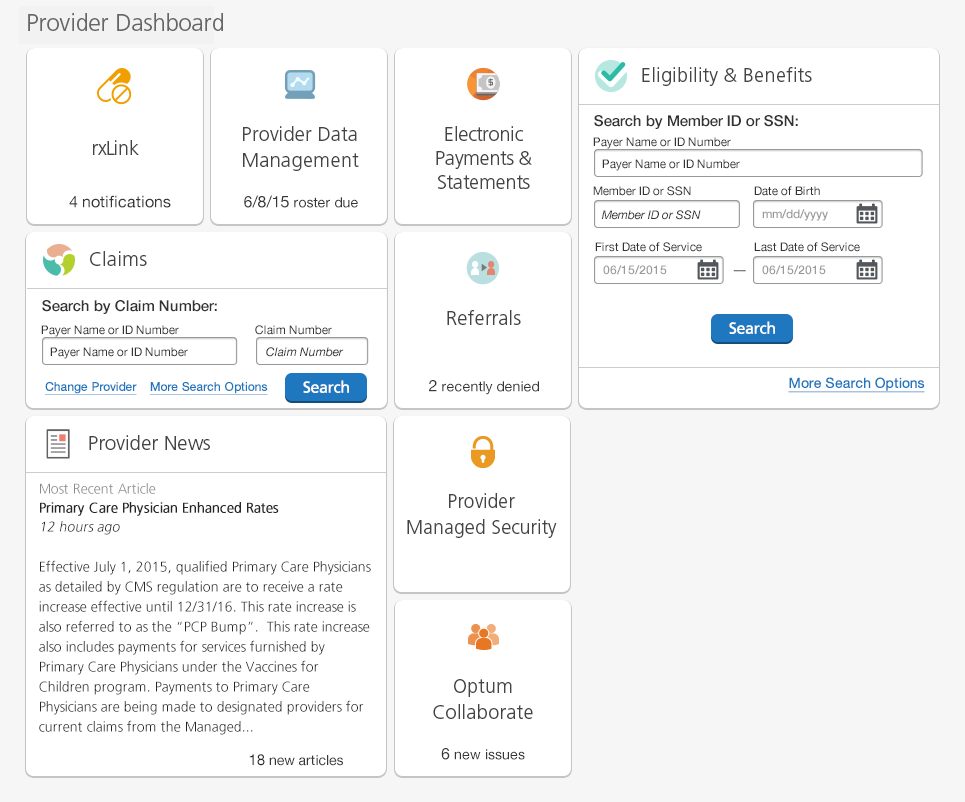 Provider Dashboard
rxLink
4 notifications
Provider Data
Management
6/8/15 roster due
Electronic
Payments &
Statements
Eligibility & Benefits
Search by Member ID or SSN:
Payer Name or ID Number
Payer Name or ID Number
Member ID or SSN
Date of Birth
Member ID or SSN
mm/dd/yyyy
First Date of Service
Last Date of Service
06/15/2015
—
06/15/2015
Search
More Search Options
Claims
Search by Claim Number:
Payer Name or ID Number
Claim Number
Payer Name or ID Number
Claim Number
Change Provider
More Search Options
Search
Referrals
2 recently denied
Provider News
Most Recent Article
Primary Care Physician Enhanced Rates
12 hours ago
Effective July 1, 2015, qualified Primary Care Physicians
as detailed by CMS regulation are to receive a rate
increase effective until 12/31/16. This rate increase is
also referred to as the “PCP Bump”.  This rate increase
also includes payments for services furnished by
Primary Care Physicians under the Vaccines for
Children program. Payments to Primary Care
Physicians are being made to designated providers for
current claims from the Managed...
18 new articles
Provider
Managed Security
Optum
Collaborate
6 new issues